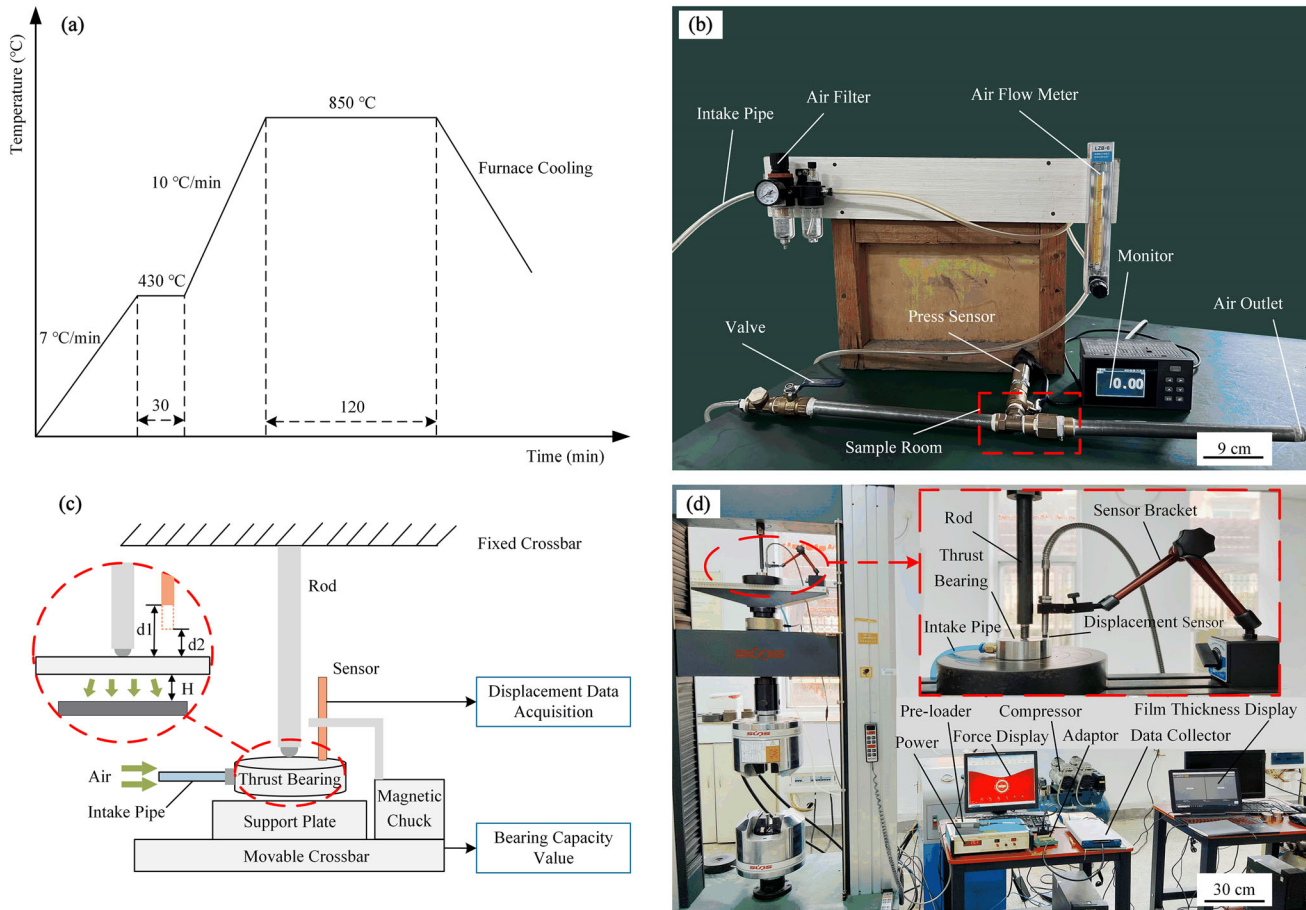 (a)
Temperature (℃)
850 ℃
10 ℃/min
Furnace Cooling
430 ℃
7 ℃/min
30
120
Time (min)
(b)
Air Filter
Intake Pipe
Air Flow Meter
LZB-6
Monitor
Press Sensor
Air Outlet
Valve
0.00
Sample Room
9 cm
(c)
Fixed Crossbar
Rod
d1
d2
H
Sensor
Displacement Data
Acquisition
Air
Intake Pipe
Thrust Bearing
Magnetic
Chuck
Support Plate
Movable Crossbar
Bearing Capacity
Value
(d)
Sensor Bracket
Rod
Thrust
Bearing
Intake Pipe
Displacement Sensor
Pre-loader
Compressor
Film Thickness Display
Power
Force Display
Adaptor
Data Collector
30 cm